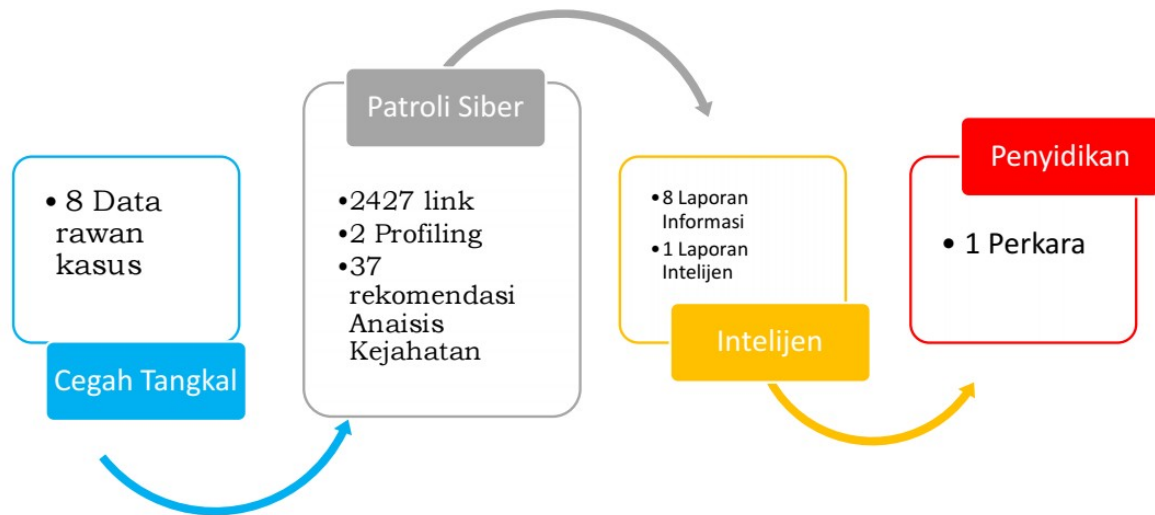 • 8 Data
rawan
kasus
Cegah Tangkal
Patroli Siber
•2427 link
•2 Profiling
•37
rekomendasi
Anaisis
Kejahatan
•8 Laporan
Informasi
•1 Laporan
Intelijen
Intelijen
Penyidikan
• 1 Perkara